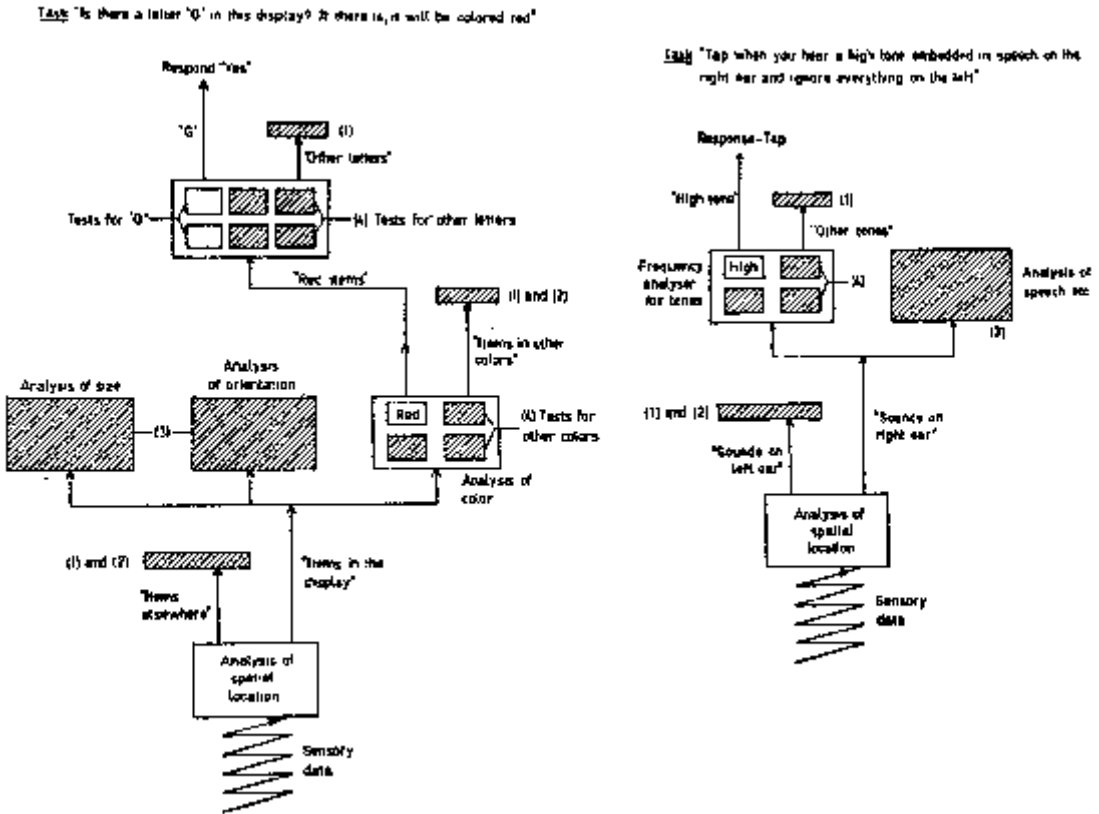 Task "Is there a letter "G" in this display? If there is, it will be colored red"
Respond "Yes"
"G"
(1)
"Other letters"
Tests for "G"
(4) Tests for other letters
"Red items"
(1) and (2)
"Items in other
colors"
Analysis of size
Analysis
of orientation
(3)
Red
(4) Tests for
other colors
Analysis of
color
(1) and (2)
"Items
elsewhere"
"Items in the
display"
Analysis of
spatial
location
Sensory
data
Task "Tap when you hear a high tone embedded in speech on the
right ear and ignore everything on the left"
Response-Tap
"High tone"
(1)
"Other tones"
Frequency
analyser
for tones
High
(4)
Analysis of
speech etc
(3)
(1) and (2)
"Sounds on
left ear"
"Sounds on
right ear"
Analysis of
spatial
location
Sensory
data